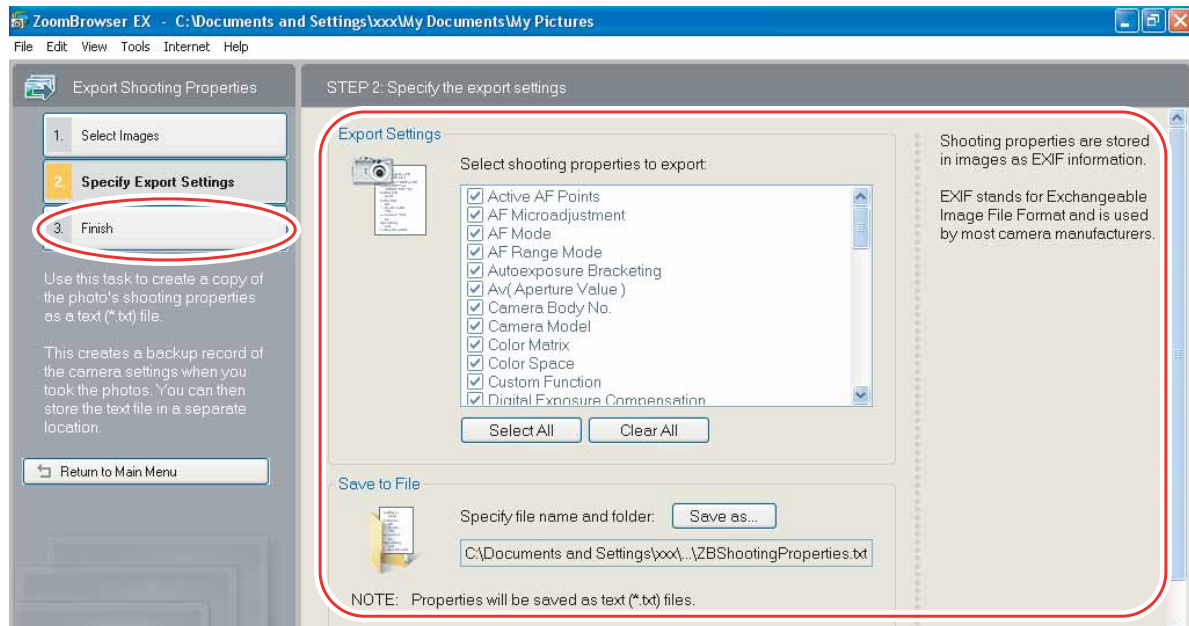 ZoomBrowser EX - C:\Documents and Settings\xxx\My Documents\My Pictures
File Edit View Tools Internet Help
Export Shooting Properties
1. Select Images
2. Specify Export Settings
3. Finish
Use this task to create a copy of
the photo's shooting properties
as a text (*.txt) file.
This creates a backup record of
the camera settings when you
took the photos. You can then
store the text file in a separate
location.
Return to Main Menu
STEP 2: Specify the export settings
Export Settings
Select shooting properties to export:
Active AF Points
AF Microadjustment
AF Mode
AF Range Mode
Autoexposure Bracketing
Av( Aperture Value )
Camera Body No.
Camera Model
Color Matrix
Color Space
Custom Function
Digital Exposure Compensation
Select All Clear All
Save to File
Specify file name and folder: Save as...
C:\Documents and Settings\xxx\...\ZBShootingProperties.txt
NOTE: Properties will be saved as text (*.txt) files.
Shooting properties are stored
in images as EXIF information.
EXIF stands for Exchangeable
Image File Format and is used
by most camera manufacturers.